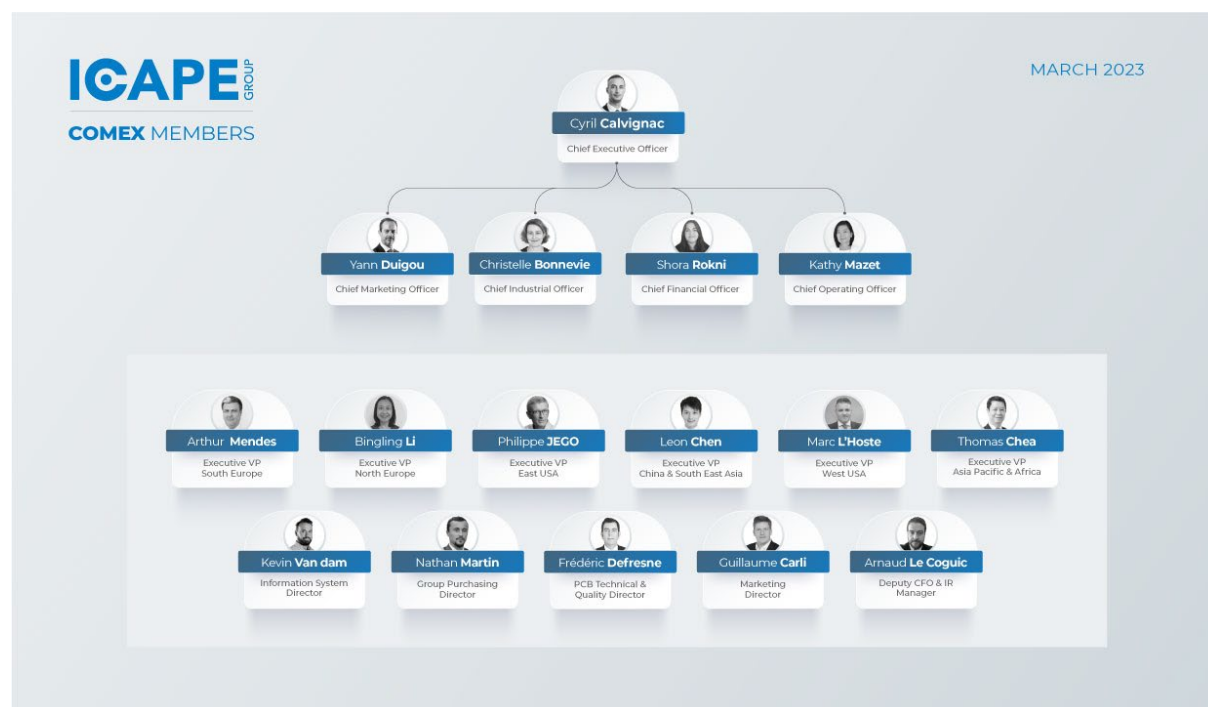 ICAPE GROUP
COMEX MEMBERS
MARCH 2023
Cyril Calvignac
Chief Executive Officer
Yann Duigou
Chief Marketing Officer
Christelle Bonnevie
Chief Industrial Officer
Shora Rokni
Chief Financial Officer
Kathy Mazet
Chief Operating Officer
Arthur Mendes
Executive VP
South Europe
Bingling Li
Excutive VP
North Europe
Philippe JEGO
Executive VP
East USA
Leon Chen
Executive VP
China & South East Asia
Marc L'Hoste
Executive VP
West USA
Thomas Chea
Executive VP
Asia Pacific & Africa
Kevin Van dam
Information System
Director
Nathan Martin
Group Purchasing
Director
Frédéric Defresne
PCB Technical &
Quality Director
Guillaume Carli
Marketing
Director
Arnaud Le Coguic
Deputy CFO & IR
Manager